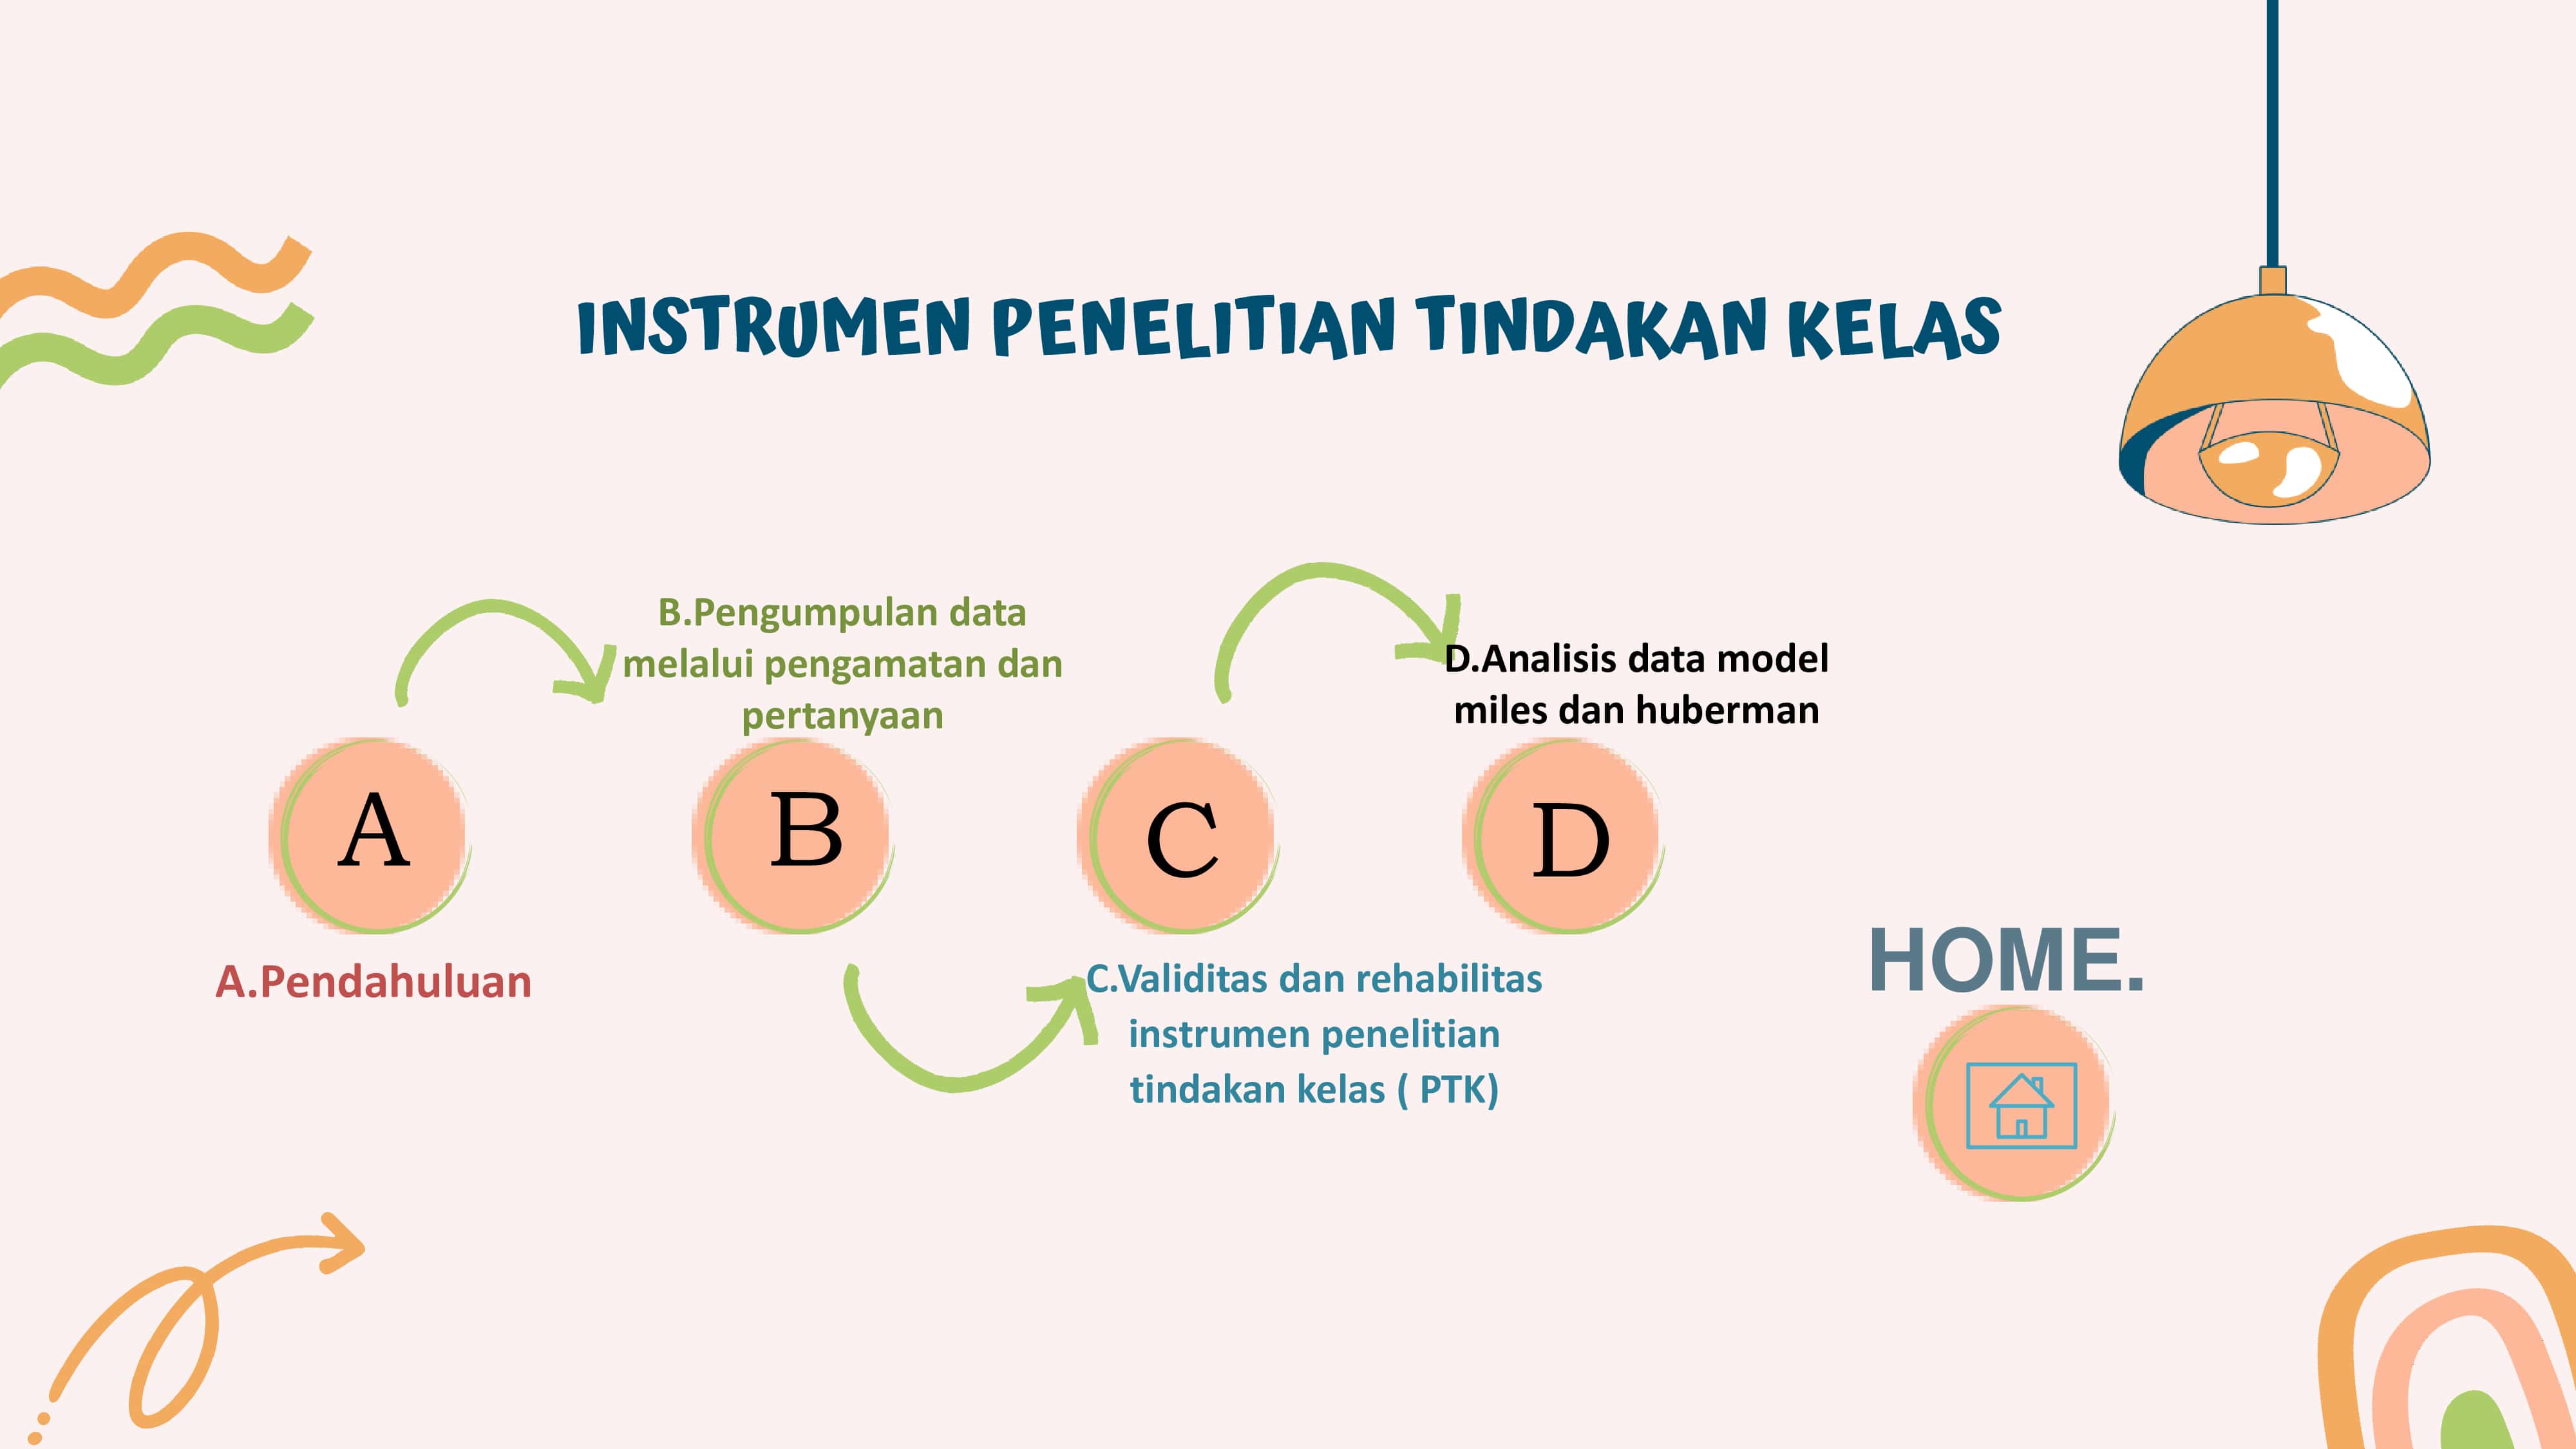 INSTRUMEN PENELITIAN TINDAKAN KELAS
B.Pengumpulan data
melalui pengamatan dan
pertanyaan
D.Analisis data model
miles dan huberman
A
B
C
D
A.Pendahuluan
C.Validitas dan rehabilitas
instrumen penelitian
tindakan kelas ( PTK)
HOME.